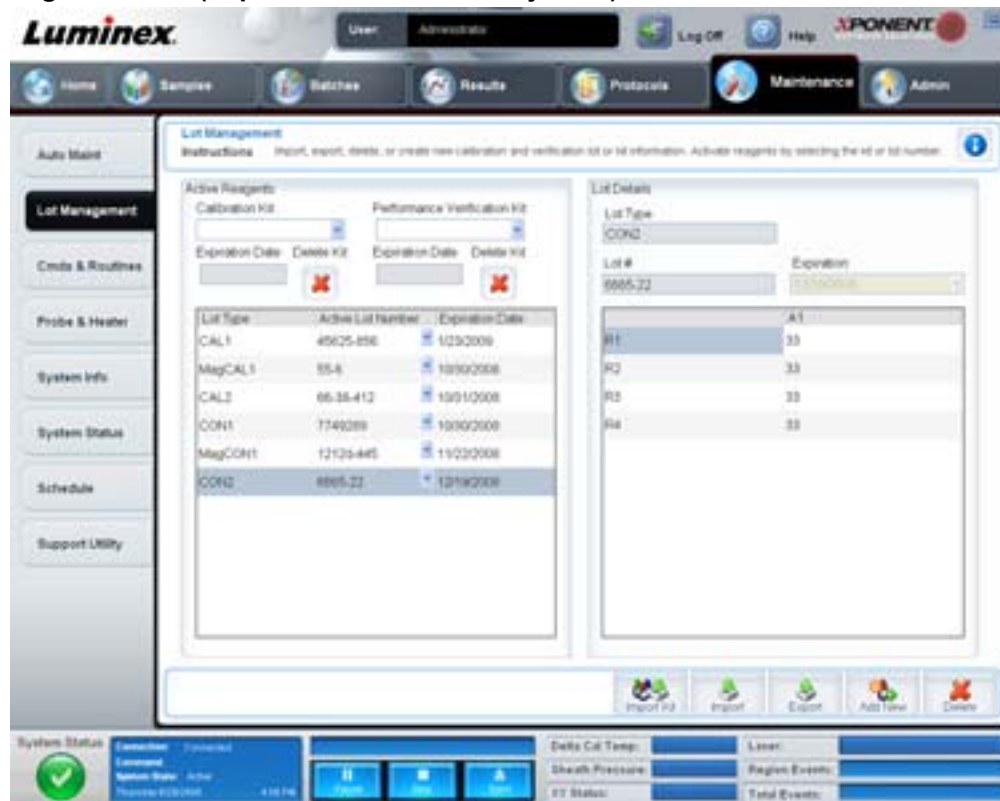 Luminex.
User: Administrator
Log Off
Help
XPONENT
Home
Samples
Batches
Results
Protocols
Maintenance
Admin
Auto Maint
Lot Management
Cmds & Routines
Probe & Heater
System Info
System Status
Schedule
Support Utility
Lot Management
Instructions Import, export, delete, or create new calibration and verification kit or lot information. Activate reagents by selecting the kit or lot number.
Active Reagents
Calibration Kit Performance Verification Kit
Expiration Date Delete Kit Expiration Date Delete Kit
Lot Type Active Lot Number Expiration Date
CAL1 45625-856 1/23/2009
MagCAL1 55-6 10/30/2008
CAL2 66-38-412 10/31/2008
CON1 7749289 10/30/2008
MagCON1 12126-445 11/22/2008
CON2 6665-22 12/19/2008
Lot Details
Lot Type
CON2
Lot # Expiration
6665-22
A1
R1 33
R2 33
R3 33
R4 33
Import Kit
Import
Export
Add New
Delete
System Status
Connection: Connected
Command
System State: Active
Thursday
Pause
Stop
Eject
Delta Cal Temp:
Sheath Pressure:
XY Status:
Laser:
Region Events:
Total Events: